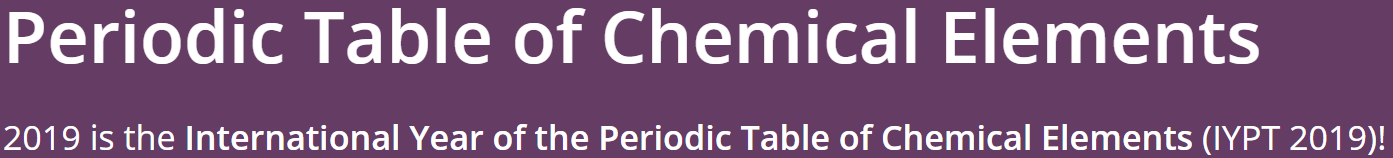 Periodic Table of Chemical Elements
2019 is the International Year of the Periodic Table of Chemical Elements (IYPT 2019)!